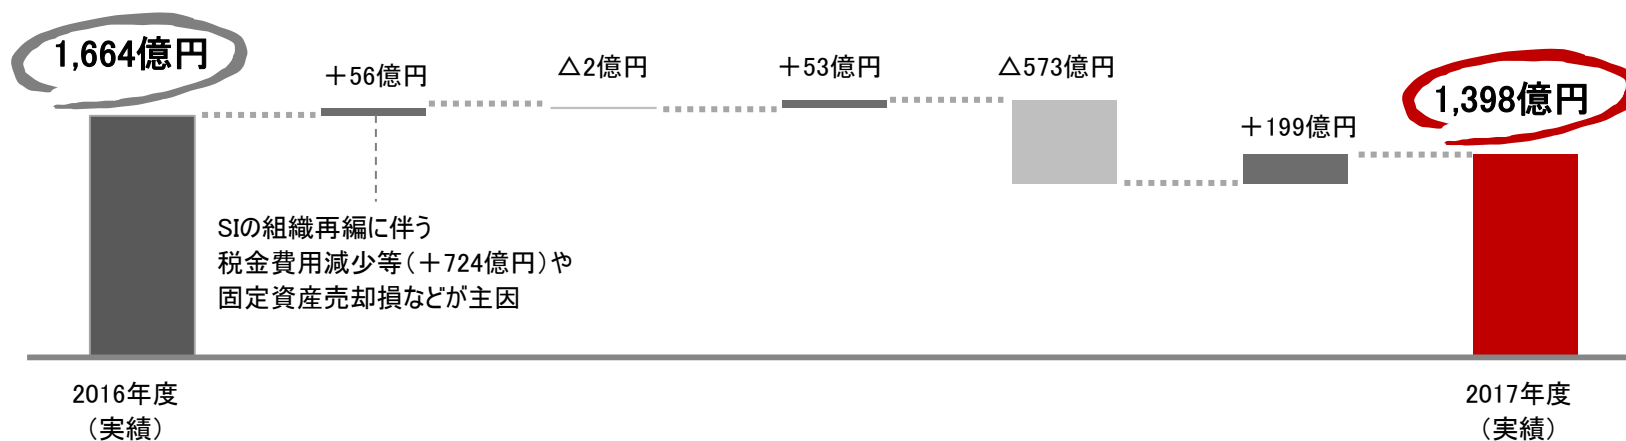 1,664億円
＋56億円
△2億円
＋53億円
△573億円
＋199億円
1,398億円
SIの組織再編に伴う
税金費用減少等（＋724億円）や
固定資産売却損などが主因
2016年度
（実績）
2017年度
（実績）